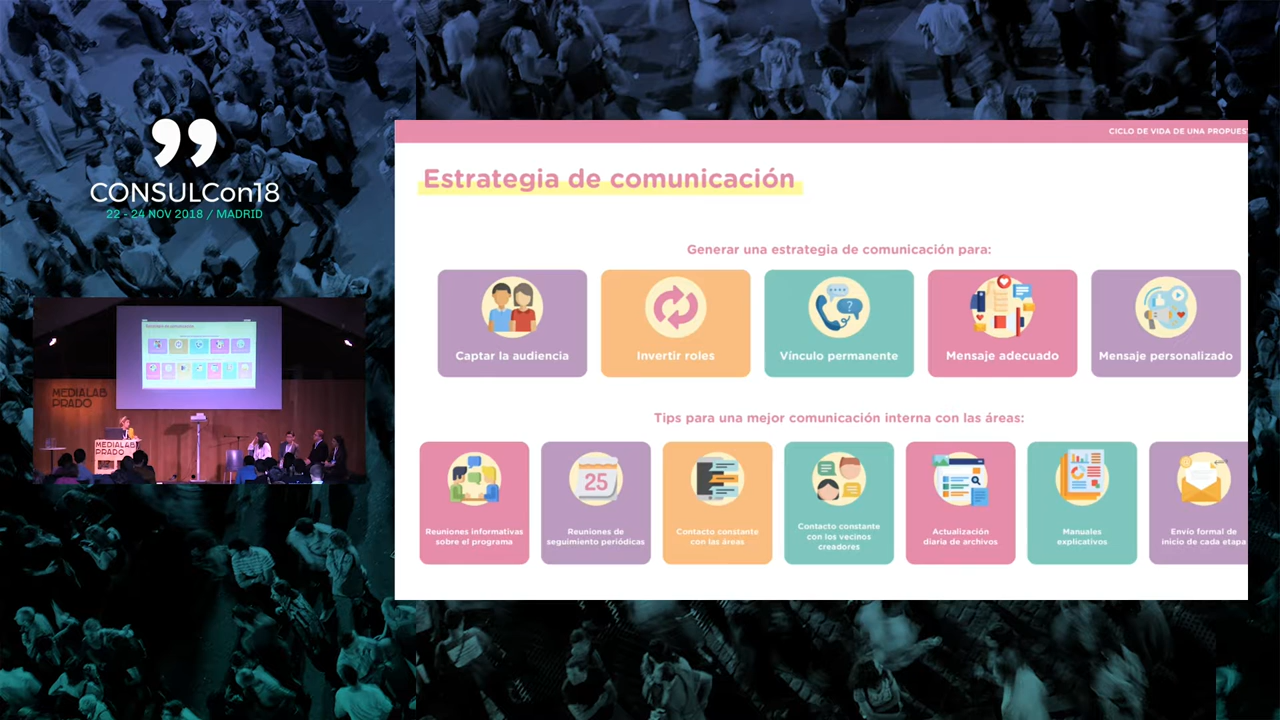 CONSULCon18
22 - 24 NOV 2018 / MADRID
MEDIALAB
PRADO
MEDIALAB
PRADO
CICLO DE VIDA DE UNA PROPUES
Estrategia de comunicación
Generar una estrategia de comunicación para:
Captar la audiencia
Invertir roles
?
Vínculo permanente
Mensaje adecuado
Mensaje personalizado
Tips para una mejor comunicación interna con las áreas:
Reuniones informativas
sobre el programa
25
Reuniones de
seguimiento periódicas
Contacto constante
con las áreas
Contacto constante
con los vecinos
creadores
Actualización
diaria de archivos
Manuales
explicativos
Envío formal de
inicio de cada etapa